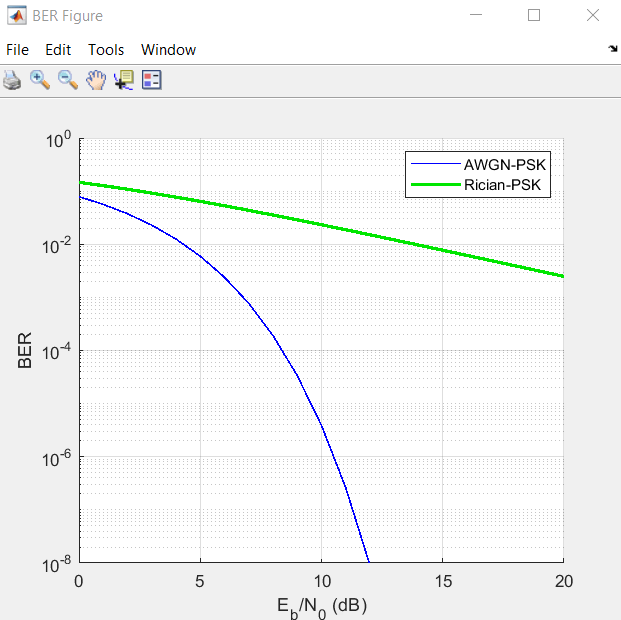 BER Figure
File Edit Tools Window
10^0
AWGN-PSK
Rician-PSK
10^-2
BER
10^-4
10^-6
10^-8
0 5 10 15 20
E_b/N_0 (dB)